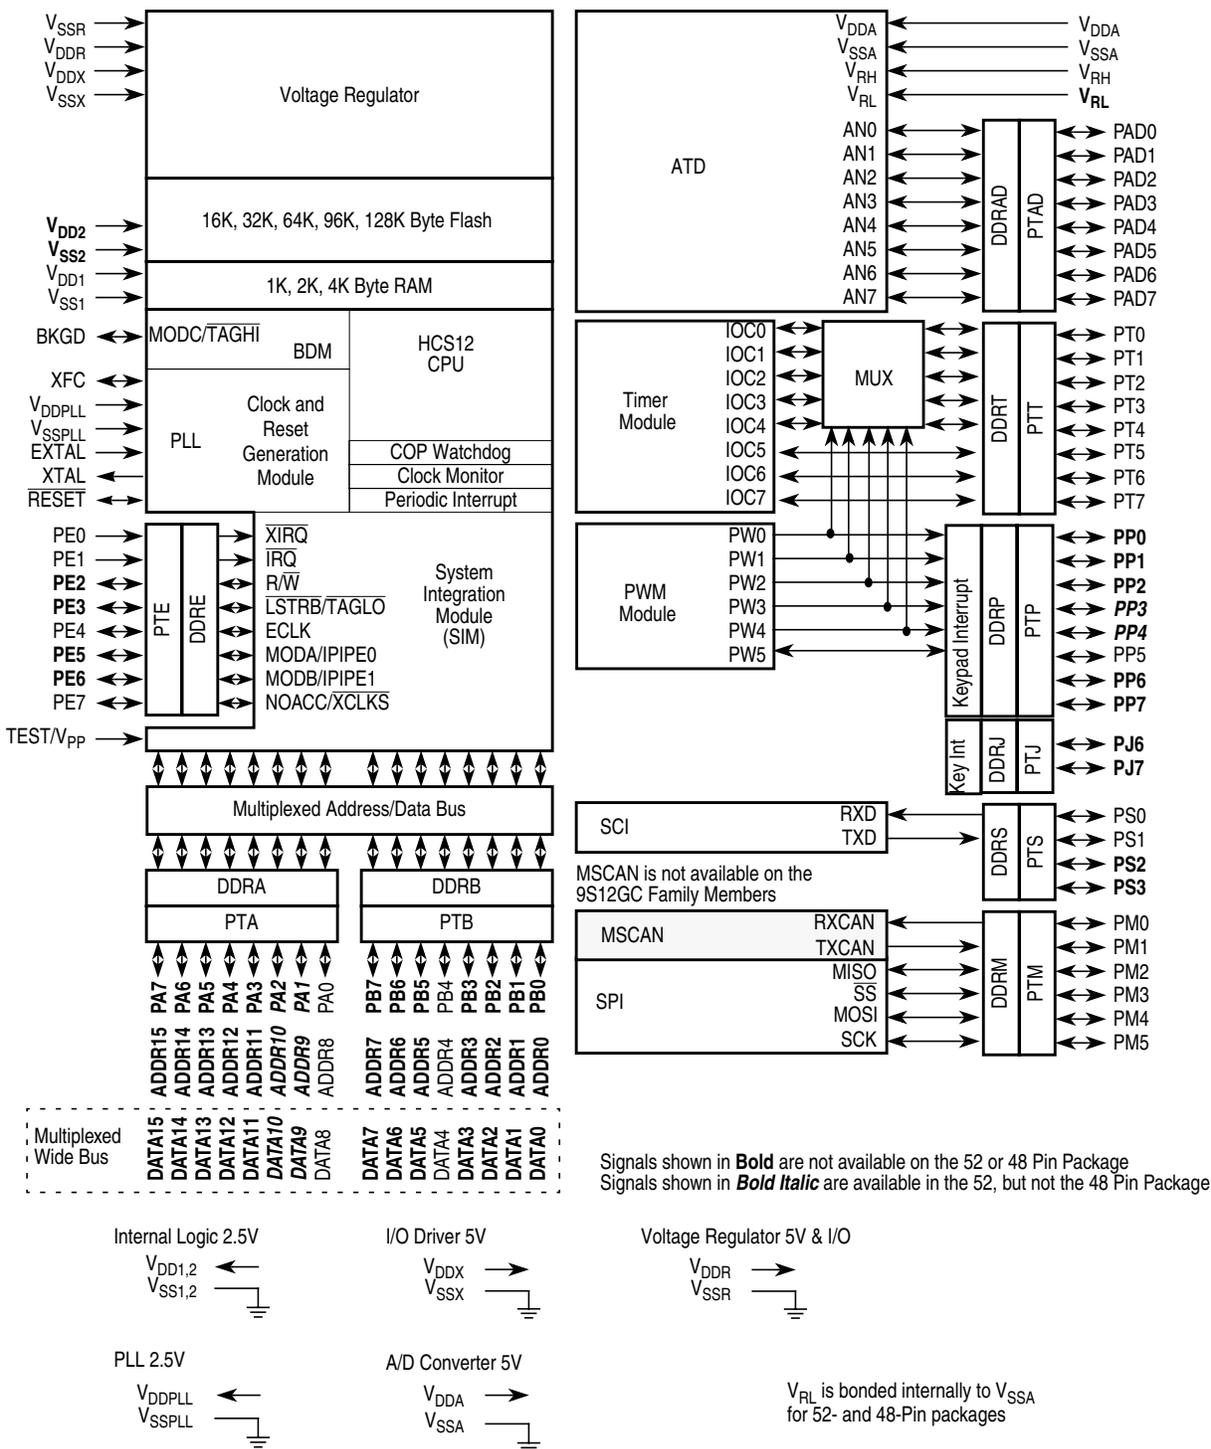 VSSR
VDDR
VDDX
VSSX
Voltage Regulator
VDD2
VSS2
VDD1
VSS1
16K, 32K, 64K, 96K, 128K Byte Flash
1K, 2K, 4K Byte RAM
BKGD
MODC/TAGHI
BDM
HCS12
CPU
XFC
VDDPLL
VSSPLL
EXTAL
XTAL
RESET
PLL
Clock and
Reset
Generation
Module
COP Watchdog
Clock Monitor
Periodic Interrupt
PE0
PE1
PE2
PE3
PE4
PE5
PE6
PE7
PTE
DDRE
XIRQ
IRQ
R/W
LSTRB/TAGLO
ECLK
MODA/IPIPE0
MODB/IPIPE1
NOACC/XCLKS
System
Integration
Module
(SIM)
TEST/VPP
Multiplexed Address/Data Bus
DDRA
DDRB
PTA
PTB
PA7
PA6
PA5
PA4
PA3
PA2
PA1
PA0
PB7
PB6
PB5
PB4
PB3
PB2
PB1
PB0
ADDR15
ADDR14
ADDR13
ADDR12
ADDR11
ADDR10
ADDR9
ADDR8
ADDR7
ADDR6
ADDR5
ADDR4
ADDR3
ADDR2
ADDR1
ADDR0
Multiplexed
Wide Bus
DATA15
DATA14
DATA13
DATA12
DATA11
DATA10
DATA9
DATA8
DATA7
DATA6
DATA5
DATA4
DATA3
DATA2
DATA1
DATA0
ATD
VDDA
VSSA
VRH
VRL
VDDA
VSSA
VRH
VRL
AN0
AN1
AN2
AN3
AN4
AN5
AN6
AN7
DDRAD
PTAD
PAD0
PAD1
PAD2
PAD3
PAD4
PAD5
PAD6
PAD7
Timer
Module
IOC0
IOC1
IOC2
IOC3
IOC4
IOC5
IOC6
IOC7
MUX
DDRT
PTT
PT0
PT1
PT2
PT3
PT4
PT5
PT6
PT7
PWM
Module
PW0
PW1
PW2
PW3
PW4
PW5
Keypad Interrupt
DDRP
PTP
PP0
PP1
PP2
PP3
PP4
PP5
PP6
PP7
Key Int
DDRJ
PTJ
PJ6
PJ7
SCI
RXD
TXD
DDRS
PTS
PS0
PS1
PS2
PS3
MSCAN is not available on the
9S12GC Family Members
MSCAN
RXCAN
TXCAN
SPI
MISO
SS
MOSI
SCK
DDRM
PTM
PM0
PM1
PM2
PM3
PM4
PM5
Signals shown in Bold are not available on the 52 or 48 Pin Package
Signals shown in Bold Italic are available in the 52, but not the 48 Pin Package
Internal Logic 2.5V
VDD1,2
VSS1,2
I/O Driver 5V
VDDX
VSSX
Voltage Regulator 5V & I/O
VDDR
VSSR
PLL 2.5V
VDDPLL
VSSPLL
A/D Converter 5V
VDDA
VSSA
VRL is bonded internally to VSSA
for 52- and 48-Pin packages